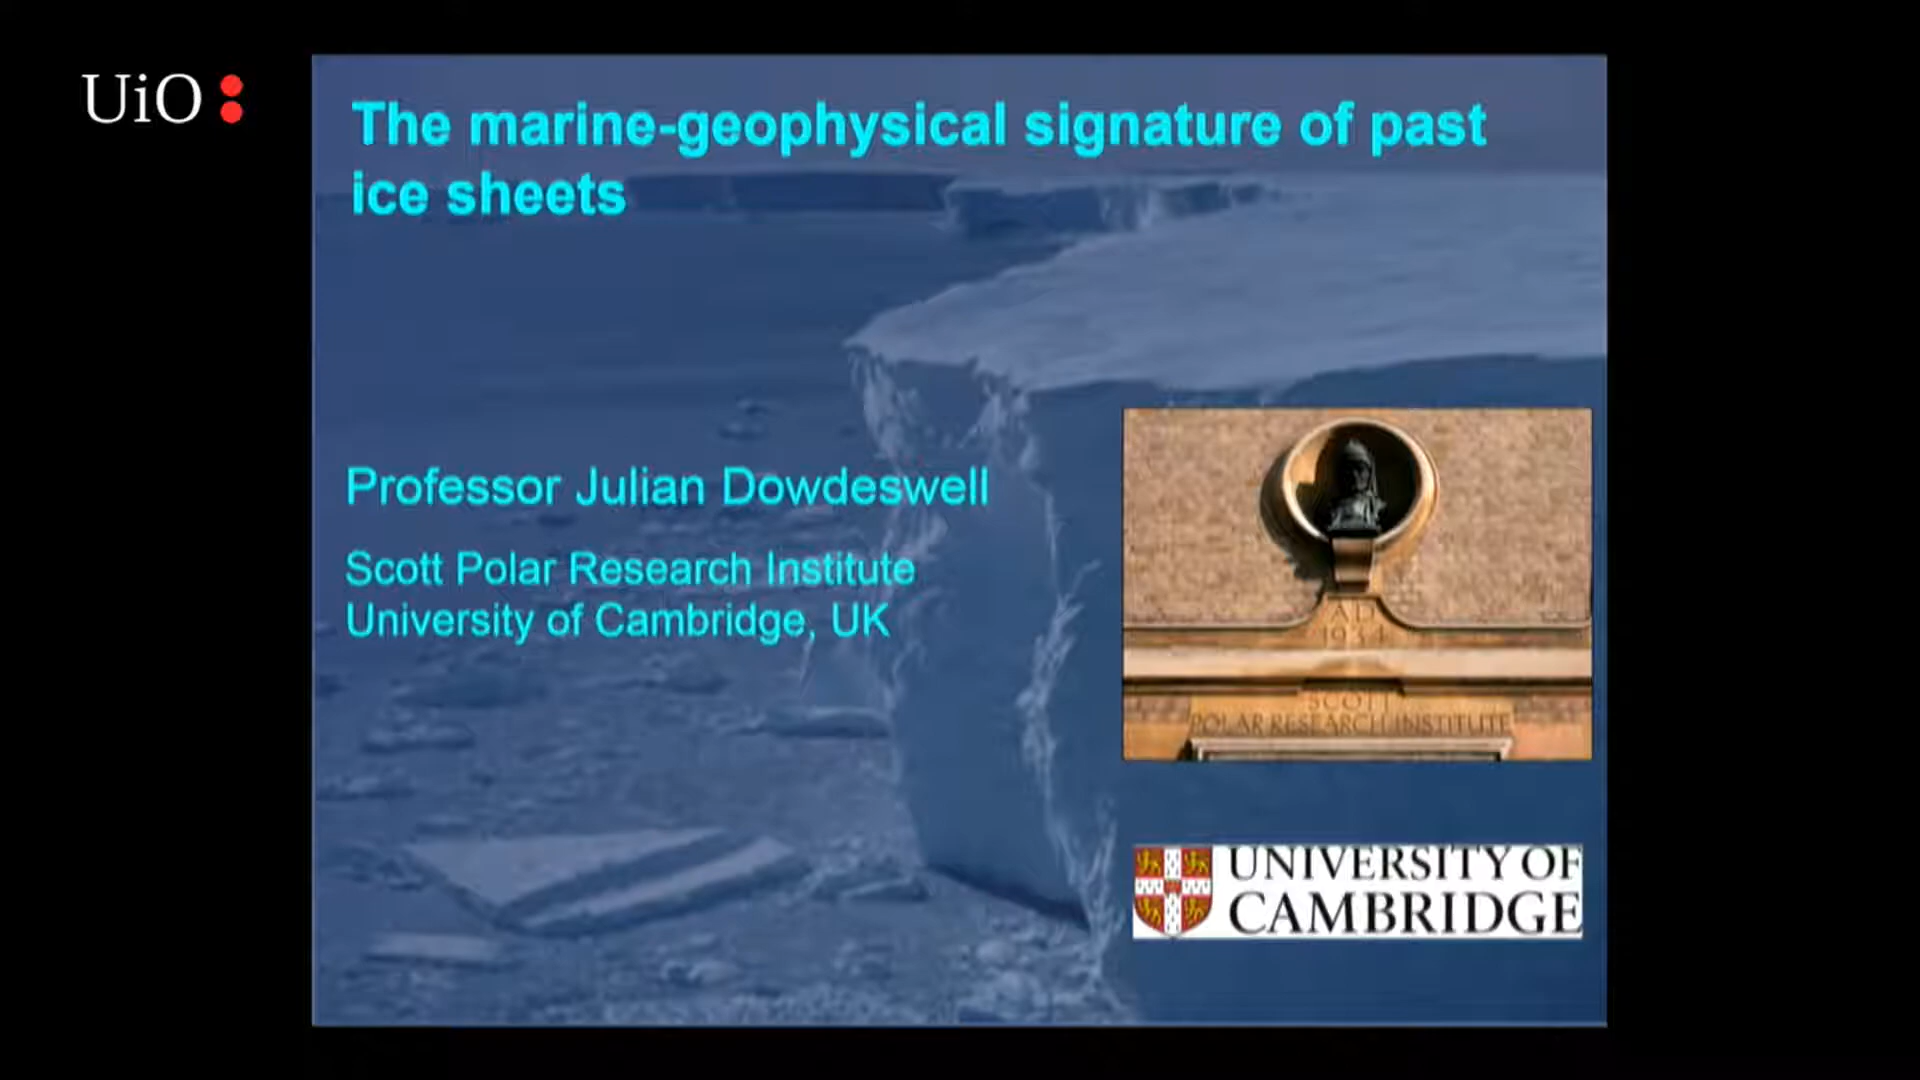 UiO
The marine-geophysical signature of past
ice sheets
Professor Julian Dowdeswell
Scott Polar Research Institute
University of Cambridge, UK
A.D.
1934
SCOTT
POLAR RESEARCH INSTITUTE
UNIVERSITY OF
CAMBRIDGE